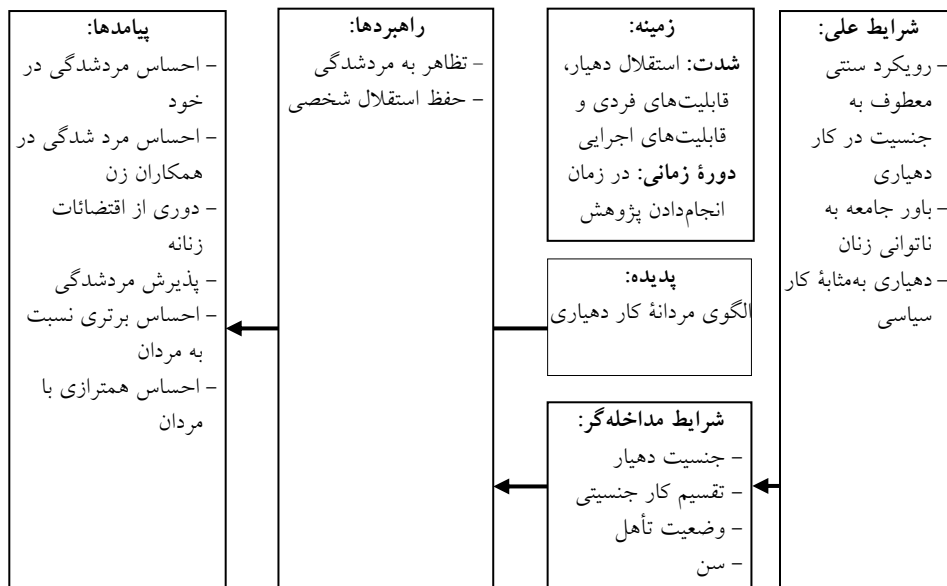 شرایط علی:
- رویکرد سنتی
معطوف به
جنسیت در کار
دهیاری
- باور جامعه به
ناتوانی زنان
- دهیاری به‌مثابهٔ کار
سیاسی
زمینه:
شدت: استقلال دهیار،
قابلیت‌های فردی و
قابلیت‌های اجرایی
دورهٔ زمانی: در زمان
انجام‌دادن پژوهش
پدیده:
الگوی مردانهٔ کار دهیاری
شرایط مداخله‌گر:
- جنسیت دهیار
- تقسیم کار جنسیتی
- وضعیت تأهل
- سن
راهبردها:
- تظاهر به مردشدگی
- حفظ استقلال شخصی
پیامدها:
- احساس مردشدگی در
خود
- احساس مرد شدگی در
همکاران زن
- دوری از اقتضائات
زنانه
- پذیرش مردشدگی
- احساس برتری نسبت
به مردان
- احساس همترازی با
مردان